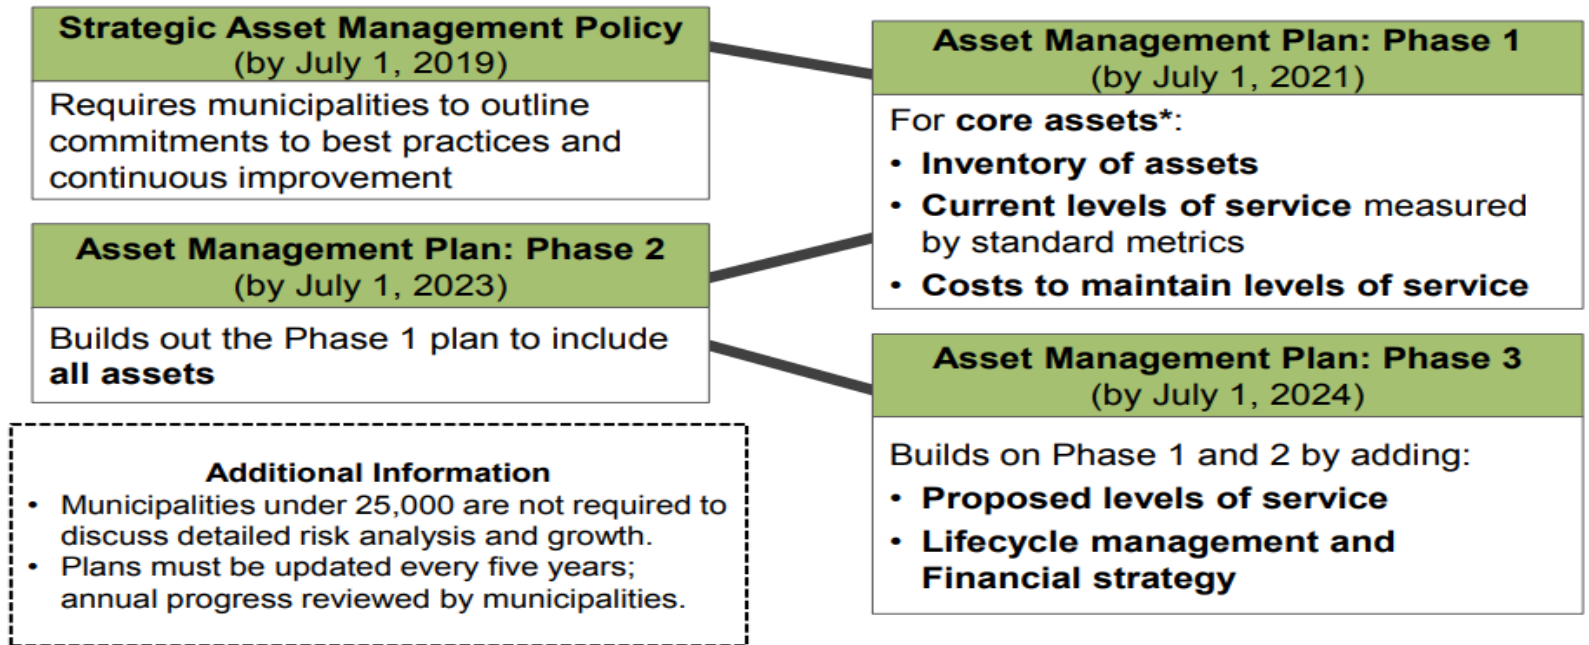 Strategic Asset Management Policy
(by July 1, 2019)
Requires municipalities to outline
commitments to best practices and
continuous improvement
Asset Management Plan: Phase 1
(by July 1, 2021)
For core assets*:
• Inventory of assets
• Current levels of service measured
by standard metrics
• Costs to maintain levels of service
Asset Management Plan: Phase 2
(by July 1, 2023)
Builds out the Phase 1 plan to include
all assets
Asset Management Plan: Phase 3
(by July 1, 2024)
Builds on Phase 1 and 2 by adding:
• Proposed levels of service
• Lifecycle management and
Financial strategy
Additional Information
• Municipalities under 25,000 are not required to
discuss detailed risk analysis and growth.
• Plans must be updated every five years;
annual progress reviewed by municipalities.